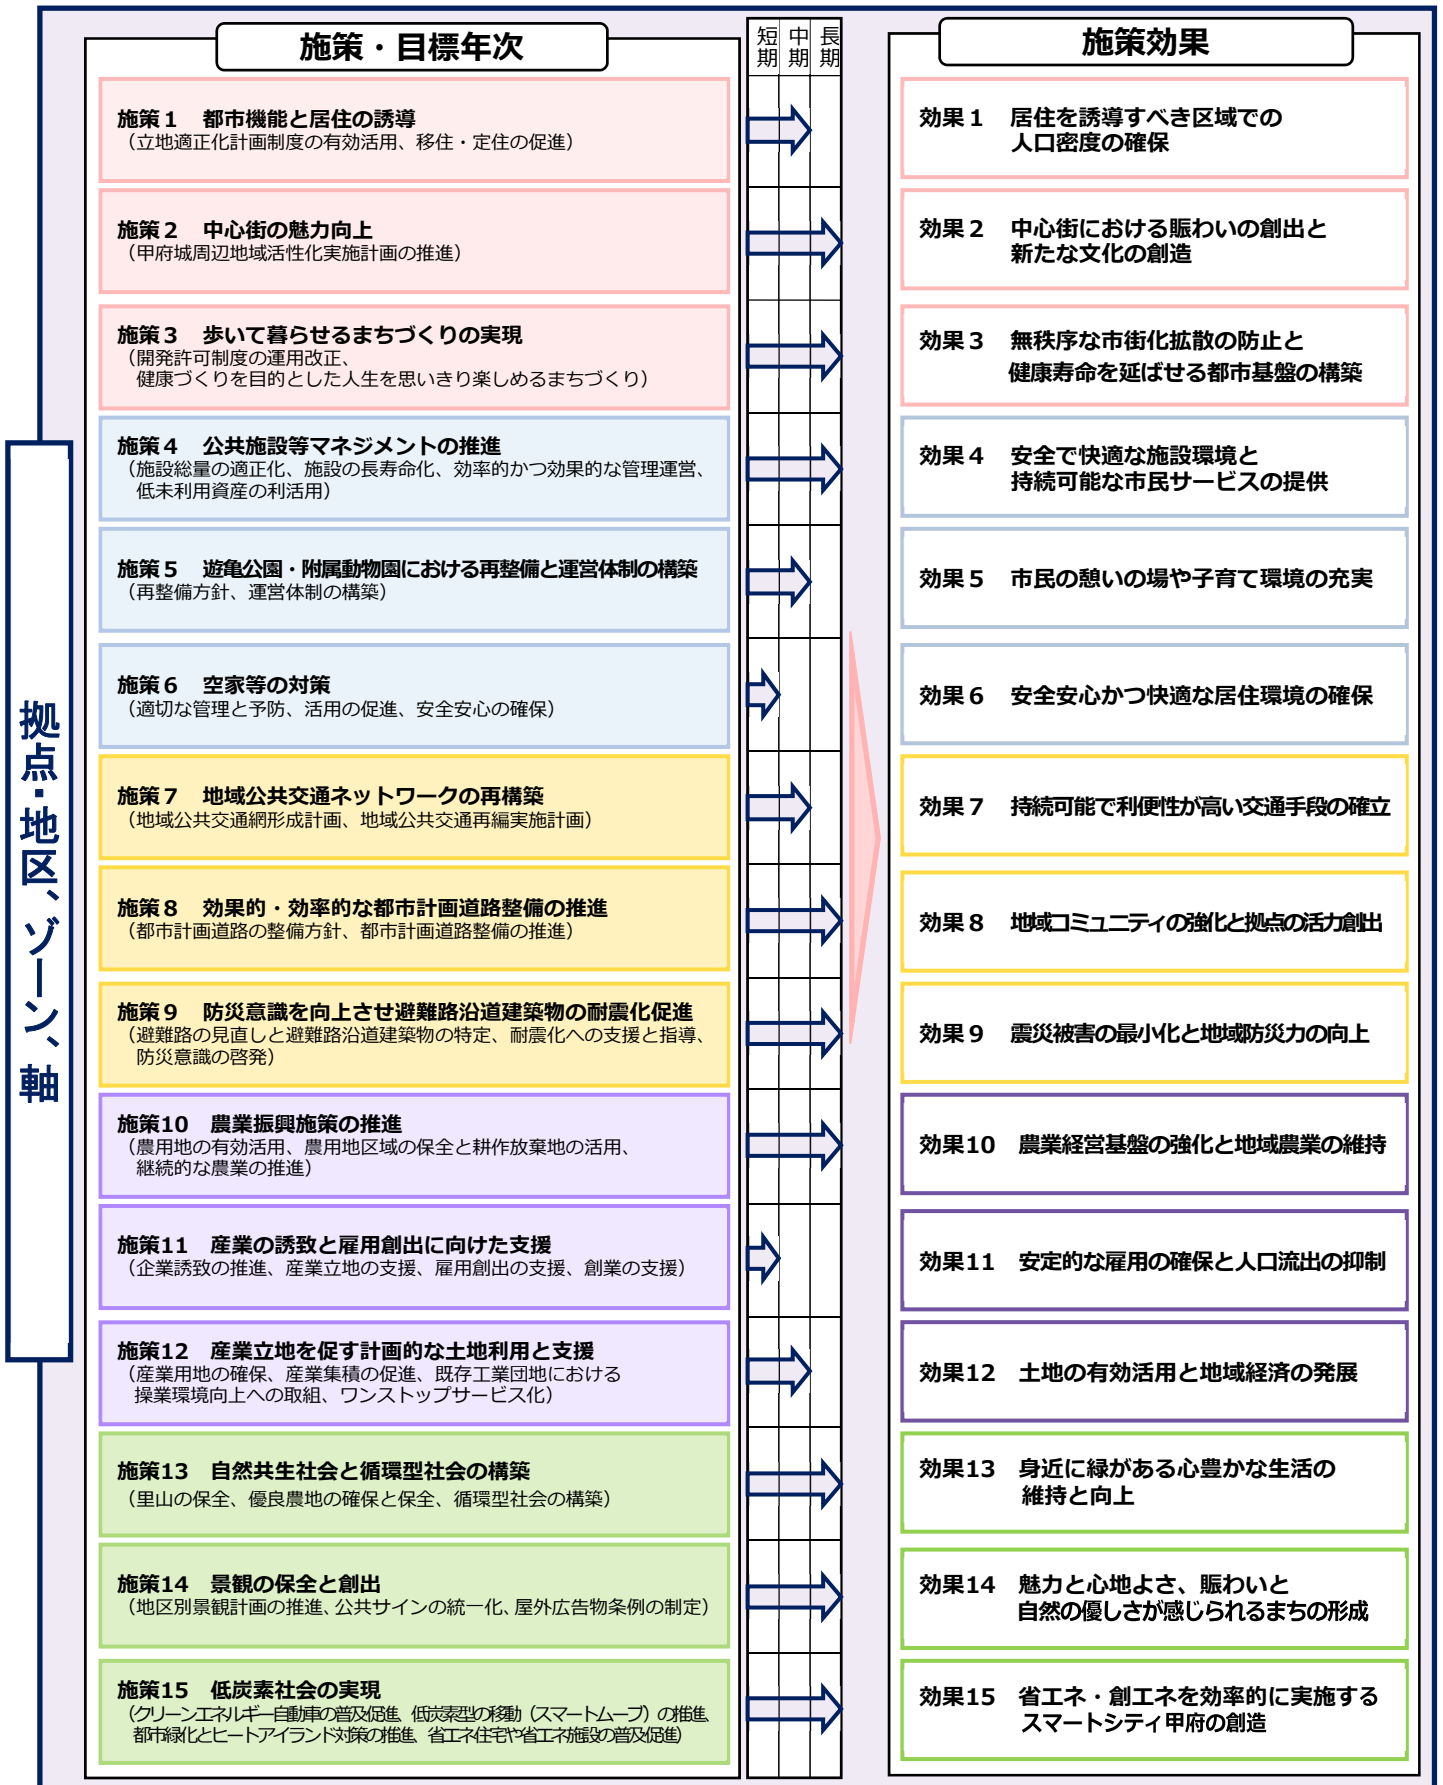 拠点・地区、ゾーン、軸
施策・目標年次
短期
中期
長期
施策効果
施策１　都市機能と居住の誘導
（立地適正化計画制度の有効活用、移住・定住の促進）
効果１　居住を誘導すべき区域での
人口密度の確保
施策２　中心街の魅力向上
（甲府城周辺地域活性化実施計画の推進）
効果２　中心街における賑わいの創出と
新たな文化の創造
施策３　歩いて暮らせるまちづくりの実現
（開発許可制度の運用改正、
健康づくりを目的とした人生を思いきり楽しめるまちづくり）
効果３　無秩序な市街化拡散の防止と
健康寿命を延ばせる都市基盤の構築
施策４　公共施設等マネジメントの推進
（施設総量の適正化、施設の長寿命化、効率的かつ効果的な管理運営、
低未利用資産の利活用）
効果４　安全で快適な施設環境と
持続可能な市民サービスの提供
施策５　遊亀公園・附属動物園における再整備と運営体制の構築
（再整備方針、運営体制の構築）
効果５　市民の憩いの場や子育て環境の充実
施策６　空家等の対策
（適切な管理と予防、活用の促進、安全安心の確保）
効果６　安全安心かつ快適な居住環境の確保
施策７　地域公共交通ネットワークの再構築
（地域公共交通網形成計画、地域公共交通再編実施計画）
効果７　持続可能で利便性が高い交通手段の確立
施策８　効果的・効率的な都市計画道路整備の推進
（都市計画道路の整備方針、都市計画道路整備の推進）
効果８　地域コミュニティの強化と拠点の活力創出
施策９　防災意識を向上させ避難路沿道建築物の耐震化促進
（避難路の見直しと避難路沿道建築物の特定、耐震化への支援と指導、
防災意識の啓発）
効果９　震災被害の最小化と地域防災力の向上
施策10　農業振興施策の推進
（農用地の有効活用、農用地区域の保全と耕作放棄地の活用、
継続的な農業の推進）
効果10　農業経営基盤の強化と地域農業の維持
施策11　産業の誘致と雇用創出に向けた支援
（企業誘致の推進、産業立地の支援、雇用創出の支援、創業の支援）
効果11　安定的な雇用の確保と人口流出の抑制
施策12　産業立地を促す計画的な土地利用と支援
（産業用地の確保、産業集積の促進、既存工業団地における
操業環境向上への取組、ワンストップサービス化）
効果12　土地の有効活用と地域経済の発展
施策13　自然共生社会と循環型社会の構築
（里山の保全、優良農地の確保と保全、循環型社会の構築）
効果13　身近に緑がある心豊かな生活の
維持と向上
施策14　景観の保全と創出
（地区別景観計画の推進、公共サインの統一化、屋外広告物条例の制定）
効果14　魅力と心地よさ、賑わいと
自然の優しさが感じられるまちの形成
施策15　低炭素社会の実現
（クリーンエネルギー自動車の普及促進、低炭素型の移動（スマートムーブ）の推進、
都市緑化とヒートアイランド対策の推進、省エネ住宅や省エネ施設の普及促進）
効果15　省エネ・創エネを効率的に実施する
スマートシティ甲府の創造